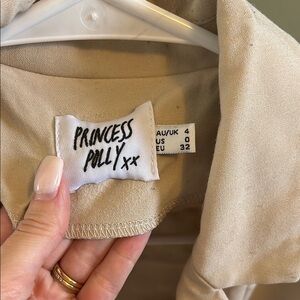 PRINCESS
POLLY xx
AU/UK 4
US 0
EU 32